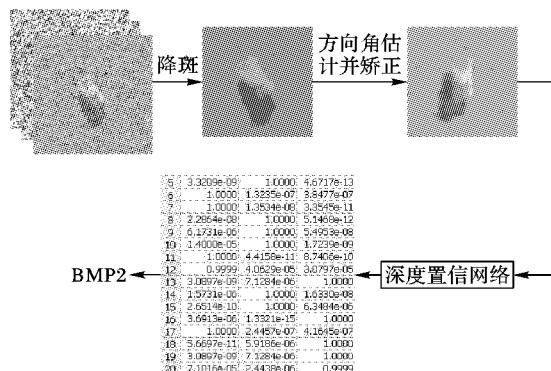 降斑
方向角估
计并矫正
5 3.3209e-09 1.0000 4.6717e-13
6 1.0000 1.3235e-07 3.8477e-07
7 1.0000 1.3534e-08 3.3545e-11
8 2.2864e-08 1.0000 5.1468e-12
9 6.1731e-06 1.0000 5.4953e-08
10 1.4000e-05 1.0000 1.7239e-09
11 1.0000 4.4158e-11 8.7406e-10
12 0.9999 4.0629e-05 3.0797e-05
13 3.0897e-09 7.1284e-06 1.0000
14 1.5731e-06 1.0000 1.6330e-08
15 2.6514e-10 1.0000 6.3484e-06
16 3.6913e-06 1.3321e-15 1.0000
17 1.0000 2.4457e-07 4.1645e-07
18 5.6697e-11 5.9186e-06 1.0000
19 3.0897e-09 7.1284e-06 1.0000
20 7.1016e-05 2.4438e-06 0.9999
BMP2
深度置信网络